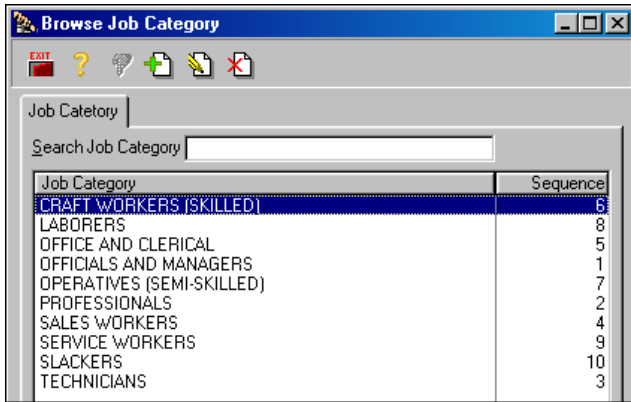 Browse Job Category
EXIT
Job Catetory
Search Job Category
Job Category Sequence
CRAFT WORKERS (SKILLED) 6
LABORERS 8
OFFICE AND CLERICAL 5
OFFICIALS AND MANAGERS 1
OPERATIVES (SEMI-SKILLED) 7
PROFESSIONALS 2
SALES WORKERS 4
SERVICE WORKERS 9
SLACKERS 10
TECHNICIANS 3